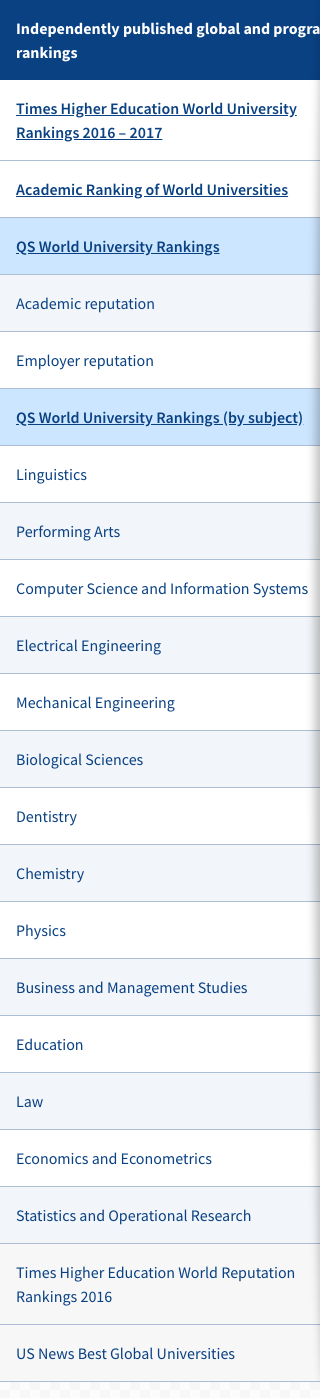 Independently published global and progra
rankings
Times Higher Education World University
Rankings 2016 – 2017
Academic Ranking of World Universities
QS World University Rankings
Academic reputation
Employer reputation
QS World University Rankings (by subject)
Linguistics
Performing Arts
Computer Science and Information Systems
Electrical Engineering
Mechanical Engineering
Biological Sciences
Dentistry
Chemistry
Physics
Business and Management Studies
Education
Law
Economics and Econometrics
Statistics and Operational Research
Times Higher Education World Reputation
Rankings 2016
US News Best Global Universities